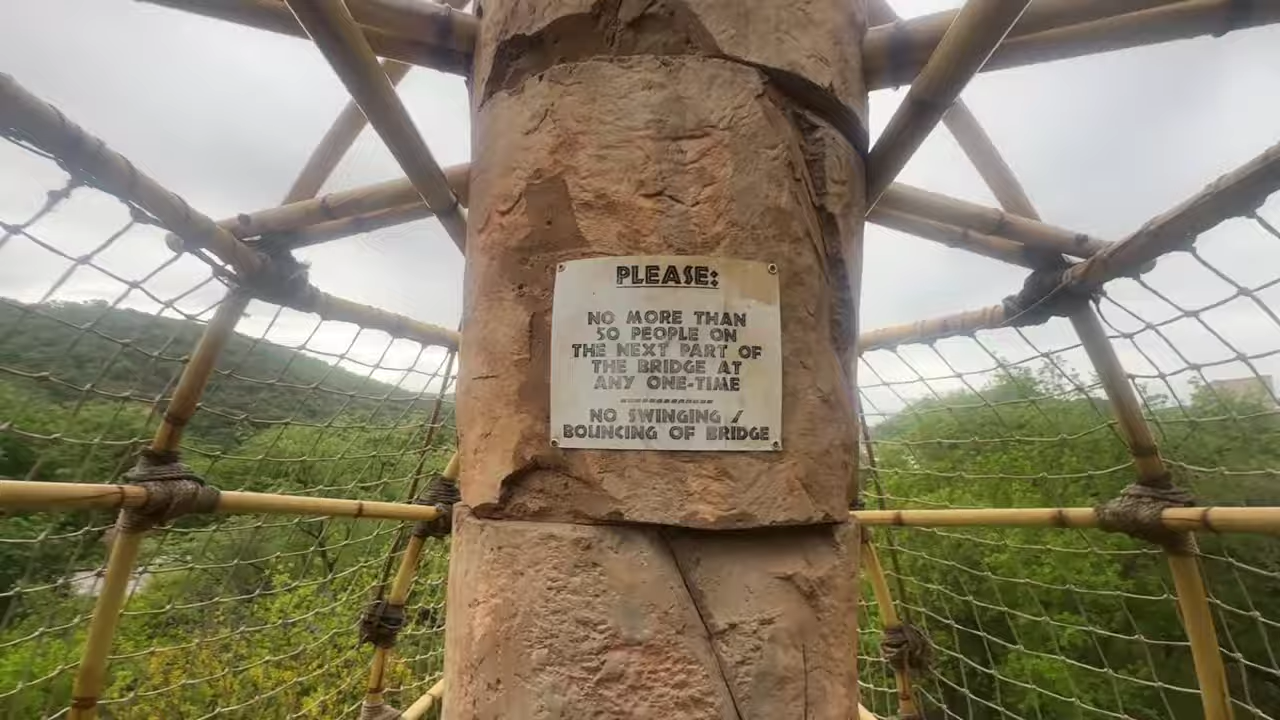 PLEASE:
NO MORE THAN
50 PEOPLE ON
THE NEXT PART OF
THE BRIDGE AT
ANY ONE-TIME
NO SWINGING /
BOUNCING OF BRIDGE